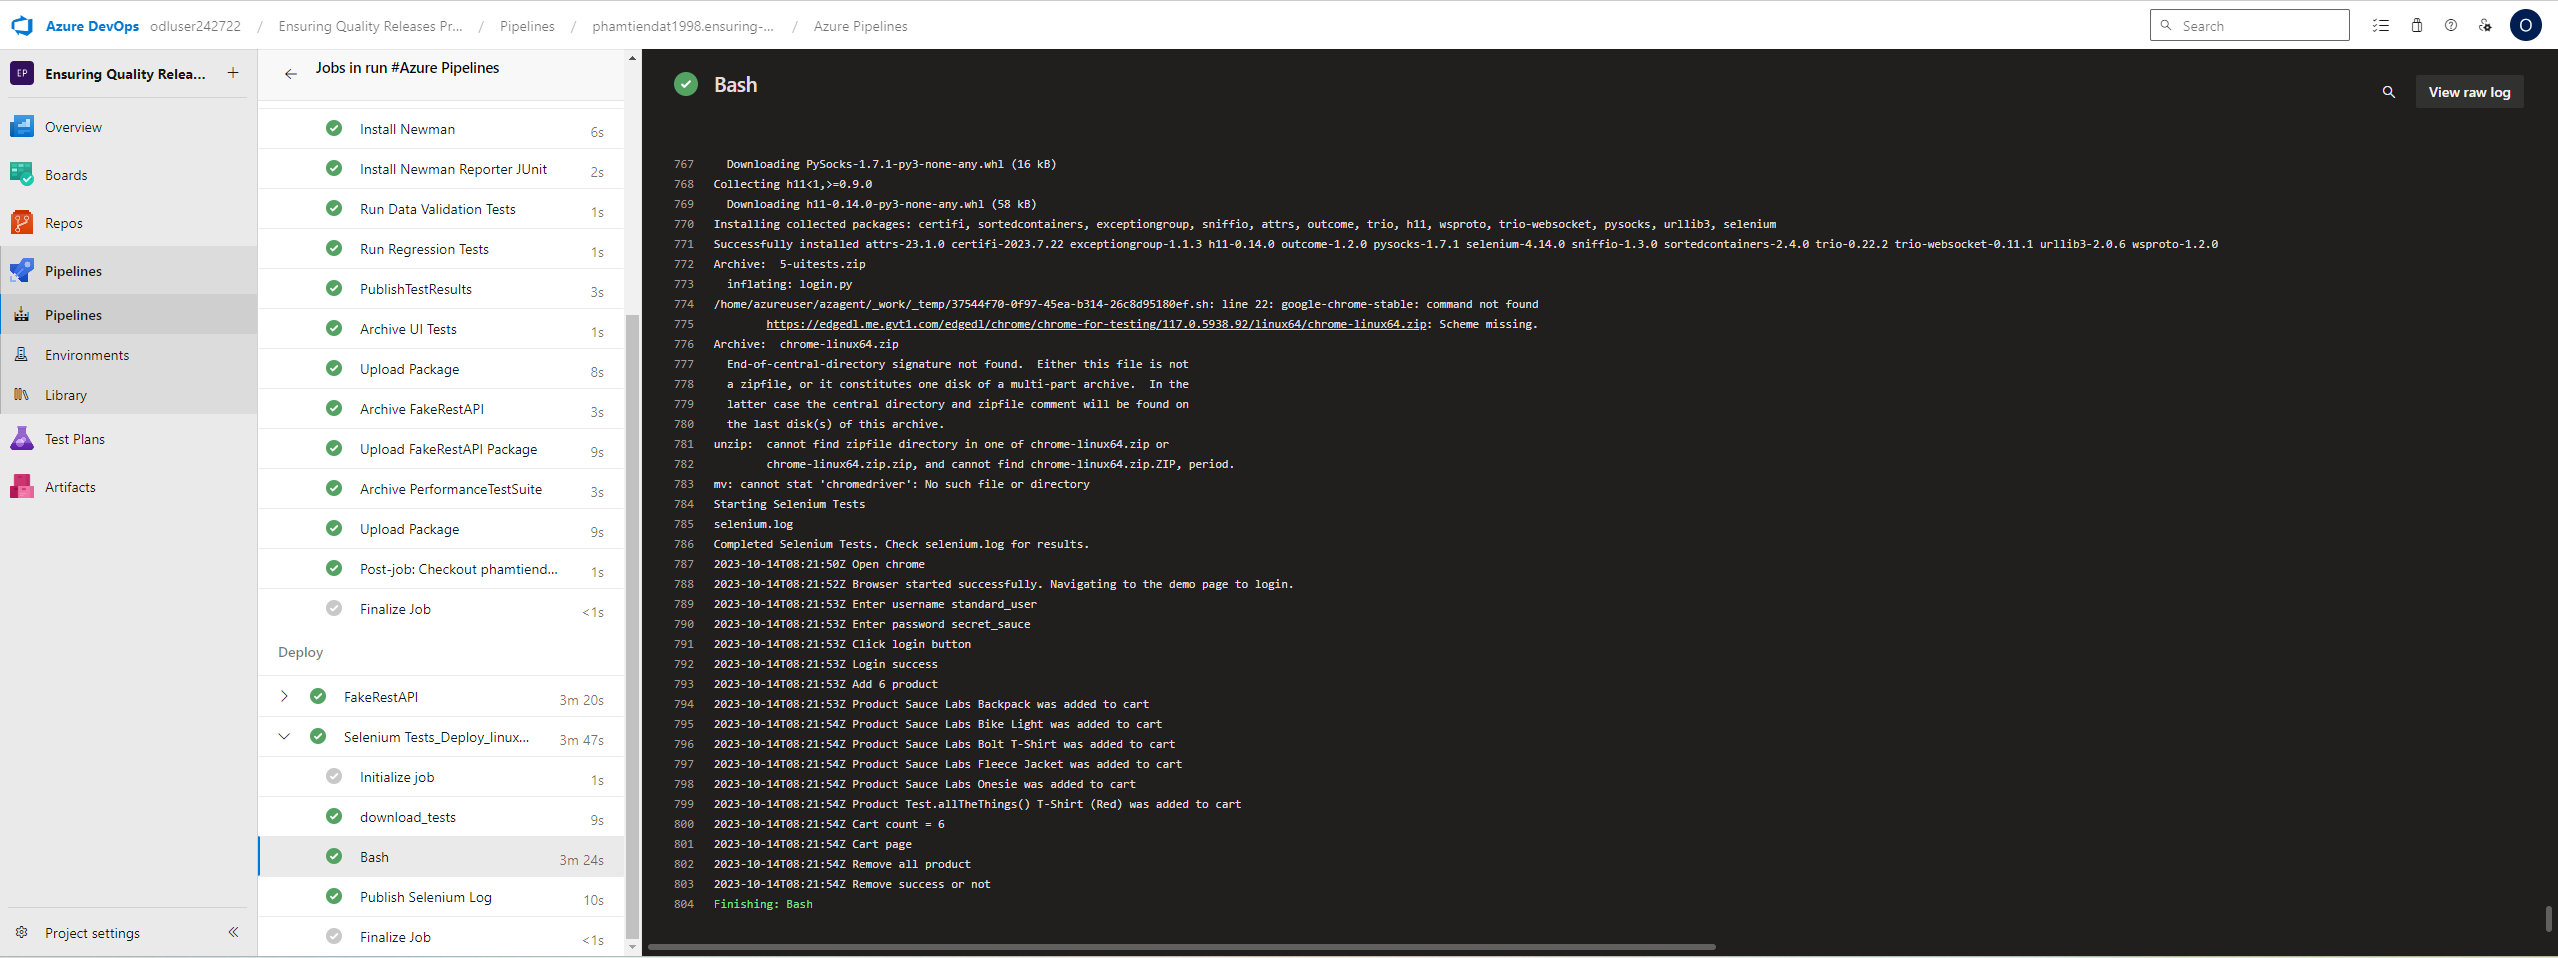 Azure DevOps odluser242722 / Ensuring Quality Releases Pr... / Pipelines / phamtiendat1998.ensuring-... / Azure Pipelines
Search
O
EP Ensuring Quality Relea... +
Overview
Boards
Repos
Pipelines
Pipelines
Environments
Library
Test Plans
Artifacts
Project settings
Jobs in run #Azure Pipelines
Install Newman 6s
Install Newman Reporter JUnit 2s
Run Data Validation Tests 1s
Run Regression Tests 1s
PublishTestResults 3s
Archive UI Tests 1s
Upload Package 8s
Archive FakeRestAPI 3s
Upload FakeRestAPI Package 9s
Archive PerformanceTestSuite 3s
Upload Package 9s
Post-job: Checkout phamtiend... 1s
Finalize Job <1s
Deploy
FakeRestAPI 3m 20s
Selenium Tests_Deploy_linux... 3m 47s
Initialize job 1s
download_tests 9s
Bash 3m 24s
Publish Selenium Log 10s
Finalize Job <1s
Bash
View raw log
767 Downloading PySocks-1.7.1-py3-none-any.whl (16 kB)
768 Collecting h11<1,>=0.9.0
769 Downloading h11-0.14.0-py3-none-any.whl (58 kB)
770 Installing collected packages: certifi, sortedcontainers, exceptiongroup, sniffio, attrs, outcome, trio, h11, wsproto, trio-websocket, pysocks, urllib3, selenium
771 Successfully installed attrs-23.1.0 certifi-2023.7.22 exceptiongroup-1.1.3 h11-0.14.0 outcome-1.2.0 pysocks-1.7.1 selenium-4.14.0 sniffio-1.3.0 sortedcontainers-2.4.0 trio-0.22.2 trio-websocket-0.11.1 urllib3-2.0.6 wsproto-1.2.0
772 Archive: 5-uitests.zip
773 inflating: login.py
774 /home/azureuser/azagent/_work/_temp/37544f70-0f97-45ea-b314-26c8d95180ef.sh: line 22: google-chrome-stable: command not found
775 https://edgedl.me.gvt1.com/edgedl/chrome/chrome-for-testing/117.0.5938.92/linux64/chrome-linux64.zip: Scheme missing.
776 Archive: chrome-linux64.zip
777 End-of-central-directory signature not found. Either this file is not
778 a zipfile, or it constitutes one disk of a multi-part archive. In the
779 latter case the central directory and zipfile comment will be found on
780 the last disk(s) of this archive.
781 unzip: cannot find zipfile directory in one of chrome-linux64.zip or
782 chrome-linux64.zip.zip, and cannot find chrome-linux64.zip.ZIP, period.
783 mv: cannot stat 'chromedriver': No such file or directory
784 Starting Selenium Tests
785 selenium.log
786 Completed Selenium Tests. Check selenium.log for results.
787 2023-10-14T08:21:50Z Open chrome
788 2023-10-14T08:21:52Z Browser started successfully. Navigating to the demo page to login.
789 2023-10-14T08:21:53Z Enter username standard_user
790 2023-10-14T08:21:53Z Enter password secret_sauce
791 2023-10-14T08:21:53Z Click login button
792 2023-10-14T08:21:53Z Login success
793 2023-10-14T08:21:53Z Add 6 product
794 2023-10-14T08:21:53Z Product Sauce Labs Backpack was added to cart
795 2023-10-14T08:21:54Z Product Sauce Labs Bike Light was added to cart
796 2023-10-14T08:21:54Z Product Sauce Labs Bolt T-Shirt was added to cart
797 2023-10-14T08:21:54Z Product Sauce Labs Fleece Jacket was added to cart
798 2023-10-14T08:21:54Z Product Sauce Labs Onesie was added to cart
799 2023-10-14T08:21:54Z Product Test.allTheThings() T-Shirt (Red) was added to cart
800 2023-10-14T08:21:54Z Cart count = 6
801 2023-10-14T08:21:54Z Cart page
802 2023-10-14T08:21:54Z Remove all product
803 2023-10-14T08:21:54Z Remove success or not
804 Finishing: Bash